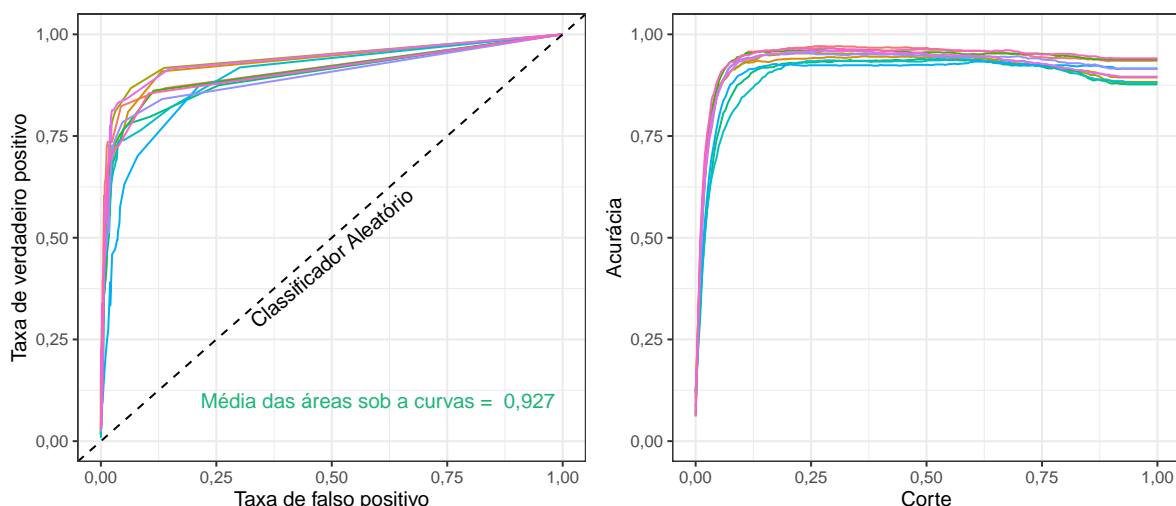 Taxa de verdadeiro positivo
1,00
0,75
0,50
0,25
0,00
Classificador Aleatório
Média das áreas sob a curvas = 0,927
0,00 0,25 0,50 0,75 1,00
Taxa de falso positivo
Acurácia
1,00
0,75
0,50
0,25
0,00
0,00 0,25 0,50 0,75 1,00
Corte